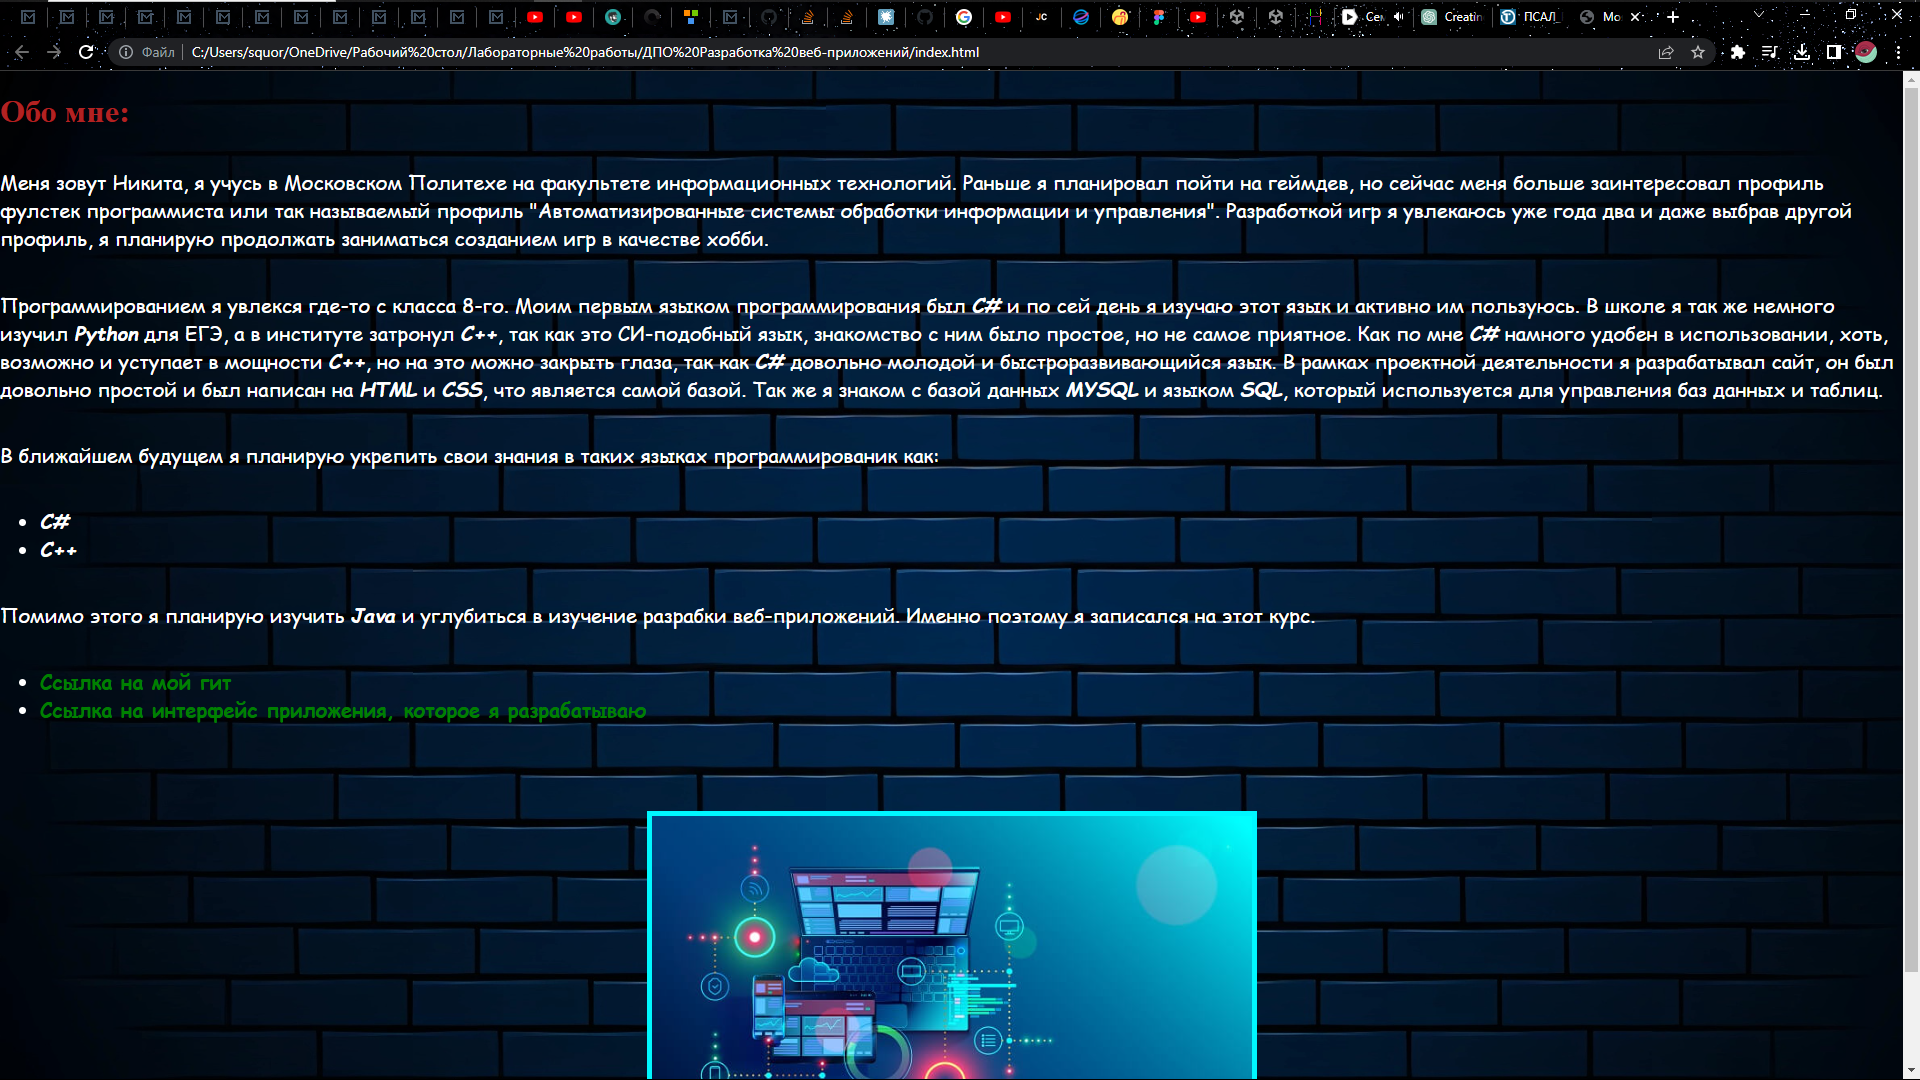 JC
Сем
Creatin
ПСАЛ_
Мо
Файл
C:/Users/squor/OneDrive/Рабочий%20стол/Лабораторные%20работы/ДПО%20Разработка%20веб-приложений/index.html
Обо мне:
Меня зовут Никита, я учусь в Московском Политехе на факультете информационных технологий. Раньше я планировал пойти на геймдев, но сейчас меня больше заинтересовал профиль
фулстек программиста или так называемый профиль "Автоматизированные системы обработки информации и управления". Разработкой игр я увлекаюсь уже года два и даже выбрав другой
профиль, я планирую продолжать заниматься созданием игр в качестве хобби.
Программированием я увлекся где-то с класса 8-го. Моим первым языком программирования был C# и по сей день я изучаю этот язык и активно им пользуюсь. В школе я так же немного
изучил Python для ЕГЭ, а в институте затронул C++, так как это СИ-подобный язык, знакомство с ним было простое, но не самое приятное. Как по мне C# намного удобен в использовании, хоть,
возможно и уступает в мощности C++, но на это можно закрыть глаза, так как C# довольно молодой и быстроразвивающийся язык. В рамках проектной деятельности я разрабатывал сайт, он был
довольно простой и был написан на HTML и CSS, что является самой базой. Так же я знаком с базой данных MYSQL и языком SQL, который используется для управления баз данных и таблиц.
В ближайшем будущем я планирую укрепить свои знания в таких языках программированик как:
C#
C++
Помимо этого я планирую изучить Java и углубиться в изучение разрабки веб-приложений. Именно поэтому я записался на этот курс.
Ссылка на мой гит
Ссылка на интерфейс приложения, которое я разрабатываю